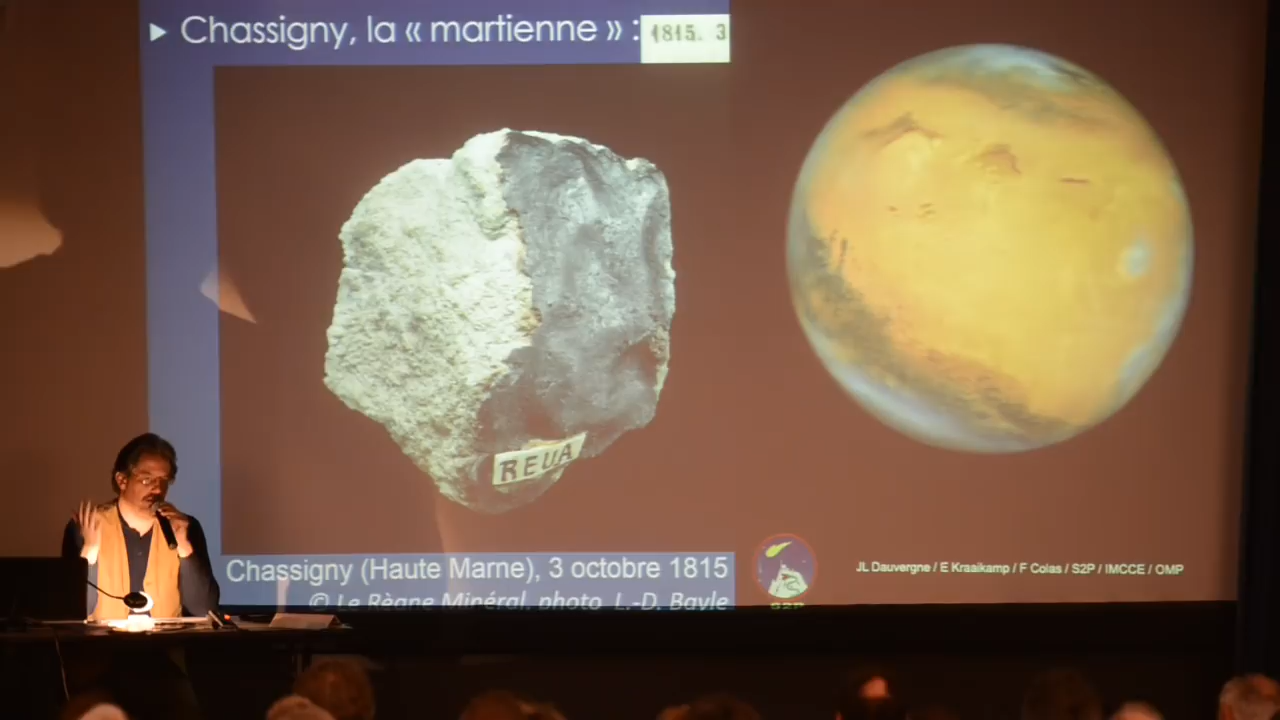 ► Chassigny, la « martienne » :
1815. 3
REUA
Chassigny (Haute Marne), 3 octobre 1815
© Le Règne Minéral, photo L.-D. Bayle
JL Dauvergne / E Kraaikamp / F Colas / S2P / IMCCE / OMP
S2P